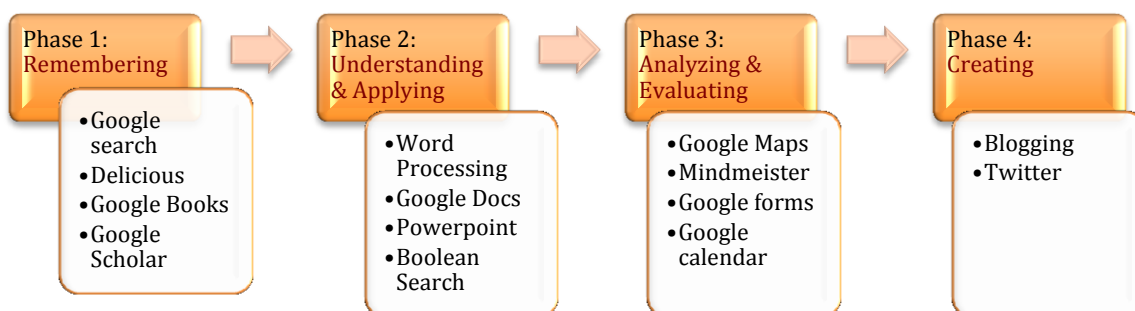 Phase 1:
Remembering
•Google
search
•Delicious
•Google Books
•Google
Scholar
Phase 2:
Understanding
& Applying
•Word
Processing
•Google Docs
•Powerpoint
•Boolean
Search
Phase 3:
Analyzing &
Evaluating
•Google Maps
•Mindmeister
•Google forms
•Google
calendar
Phase 4:
Creating
•Blogging
•Twitter